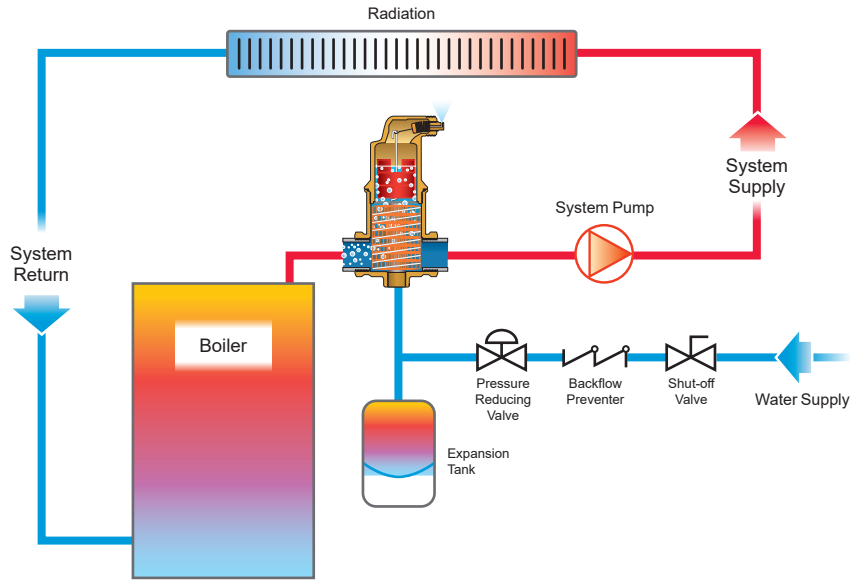 Radiation
System
Supply
System Pump
System
Return
Boiler
Pressure
Reducing
Valve
Backflow
Preventer
Shut-off
Valve
Water Supply
Expansion
Tank